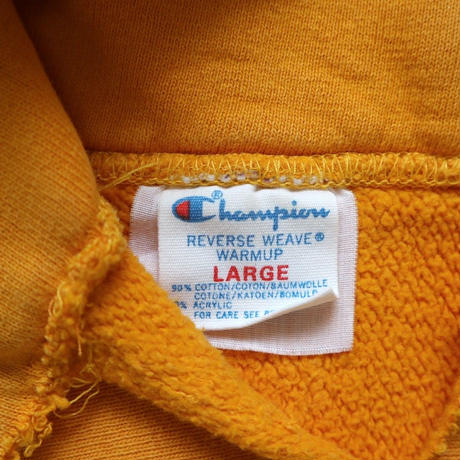 Champion®
REVERSE WEAVE®
WARMUP
LARGE
90% COTTON/COTON/BAUMWOLLE
COTONE/KATOEN/BOMULD
% ACRYLIC
FOR CARE SEE